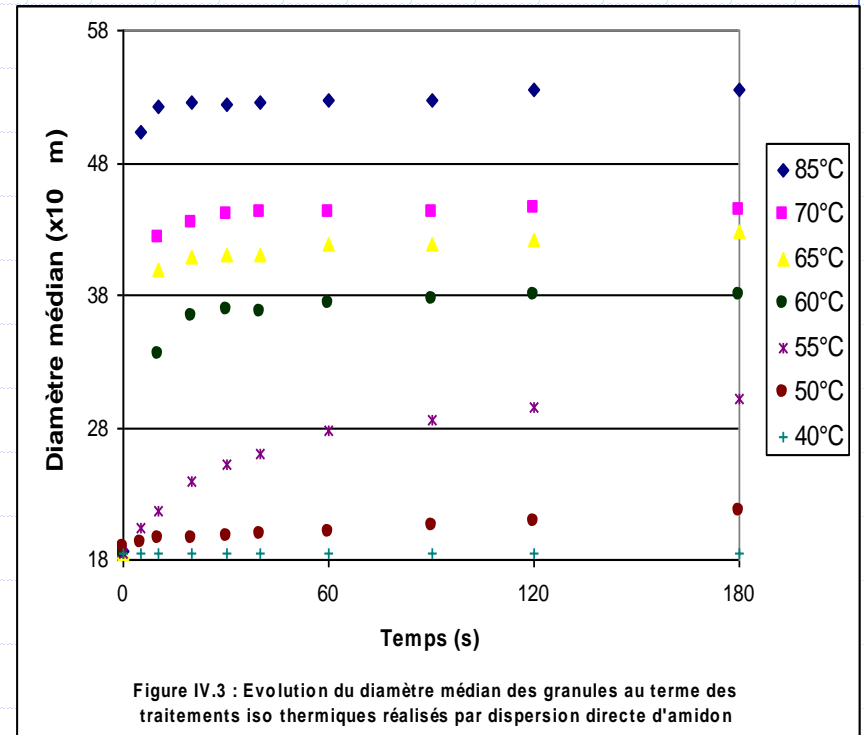 58
48
38
28
18
0
60
120
180
Diamètre médian (x10 m)
Temps (s)
85°C
70°C
65°C
60°C
55°C
50°C
40°C
Figure IV.3 : Evolution du diamètre médian des granules au terme des
traitements iso thermiques réalisés par dispersion directe d'amidon